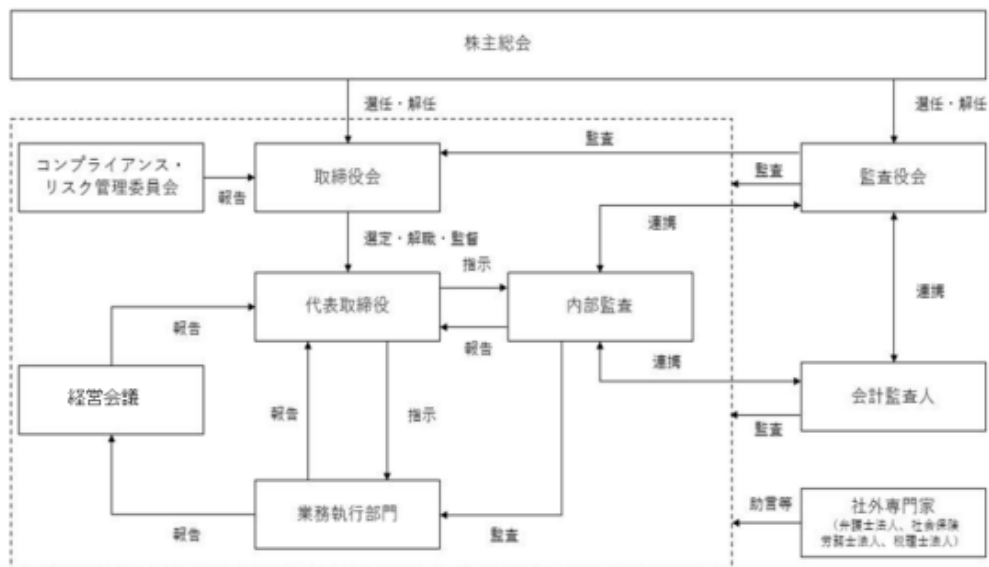 株主総会
選任・解任
選任・解任
監査
コンプライアンス・
リスク管理委員会
報告
取締役会
監査
監査役会
連携
選定・解職・監督
指示
代表取締役
内部監査
連携
報告
報告
連携
経営会議
会計監査人
報告
指示
監査
業務執行部門
助言等
社外専門家
(弁護士法人、社会保険
労務士法人、税理士法人)
報告
監査